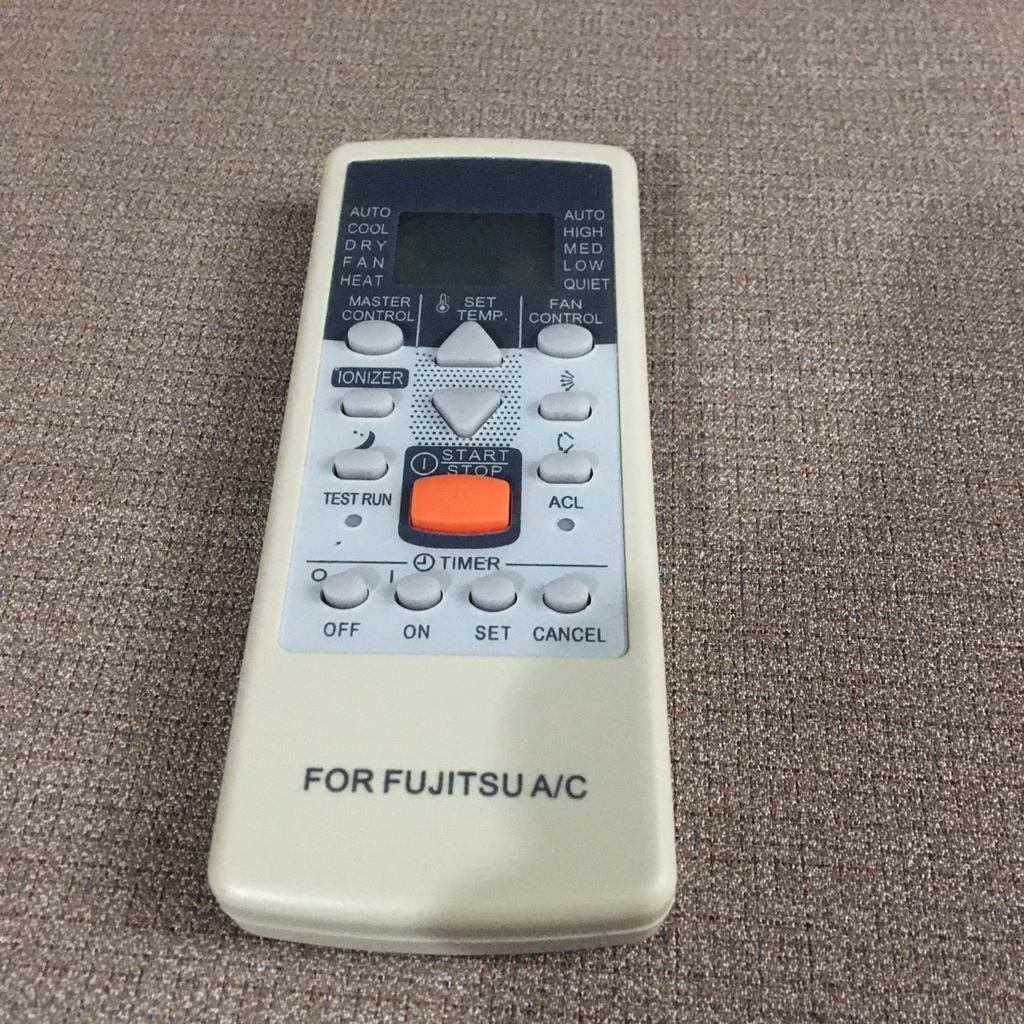 AUTO
COOL
DRY
FAN
HEAT
AUTO
HIGH
MED
LOW
QUIET
MASTER
CONTROL
SET
TEMP.
FAN
CONTROL
IONIZER
START
STOP
TEST RUN
ACL
TIMER
OFF
ON
SET
CANCEL
FOR FUJITSU A/C